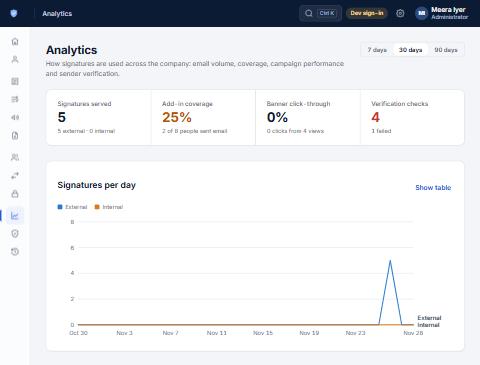 Analytics
Ctrl K
Dev sign-in
MI
Meera Iyer
Administrator
Analytics
How signatures are used across the company: email volume, coverage, campaign performance
and sender verification.
7 days
30 days
90 days
Signatures served
5
5 external · 0 internal
Add-in coverage
25%
2 of 8 people sent email
Banner click-through
0%
0 clicks from 4 views
Verification checks
4
1 failed
Signatures per day
Show table
External
Internal
8
6
4
2
0
External
Internal
Oct 30
Nov 3
Nov 7
Nov 11
Nov 15
Nov 19
Nov 23
Nov 28